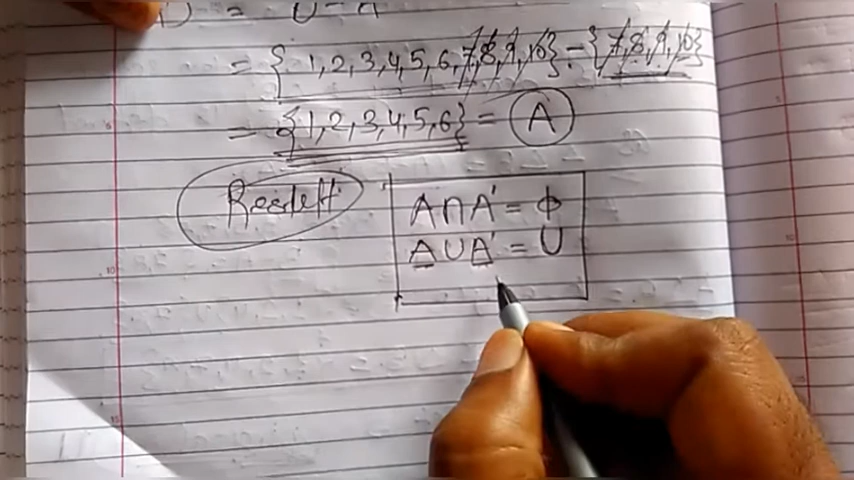 = U - A
= { 1,2,3,4,5,6,7,8,9,10} - {7,8,9,10}
= {1,2,3,4,5,6} = A
A∩A' = ϕ
A∪A' = U